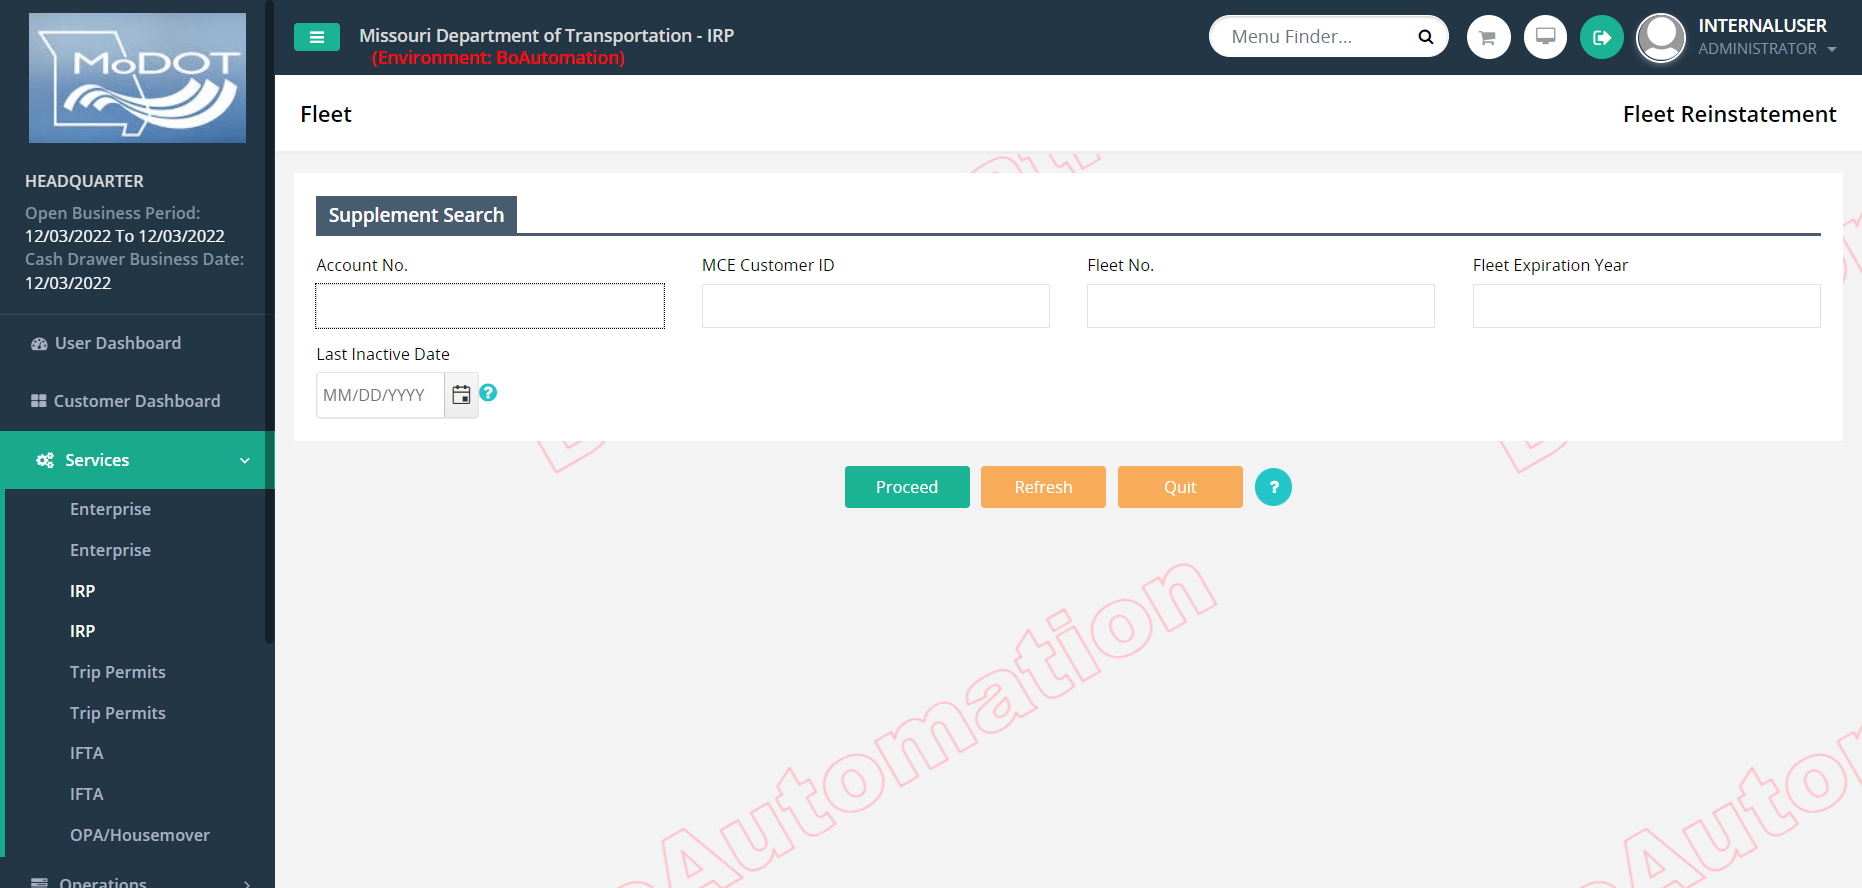 MoDOT
Missouri Department of Transportation - IRP
(Environment: BoAutomation)
Menu Finder...
INTERNALUSER
ADMINISTRATOR
HEADQUARTER
Open Business Period:
12/03/2022 To 12/03/2022
Cash Drawer Business Date:
12/03/2022
User Dashboard
Customer Dashboard
Services
Enterprise
Enterprise
IRP
IRP
Trip Permits
Trip Permits
IFTA
IFTA
OPA/Housemover
Operations
Fleet
Fleet Reinstatement
Supplement Search
Account No.
MCE Customer ID
Fleet No.
Fleet Expiration Year
Last Inactive Date
MM/DD/YYYY
?
Proceed
Refresh
Quit
?
BoAutomation